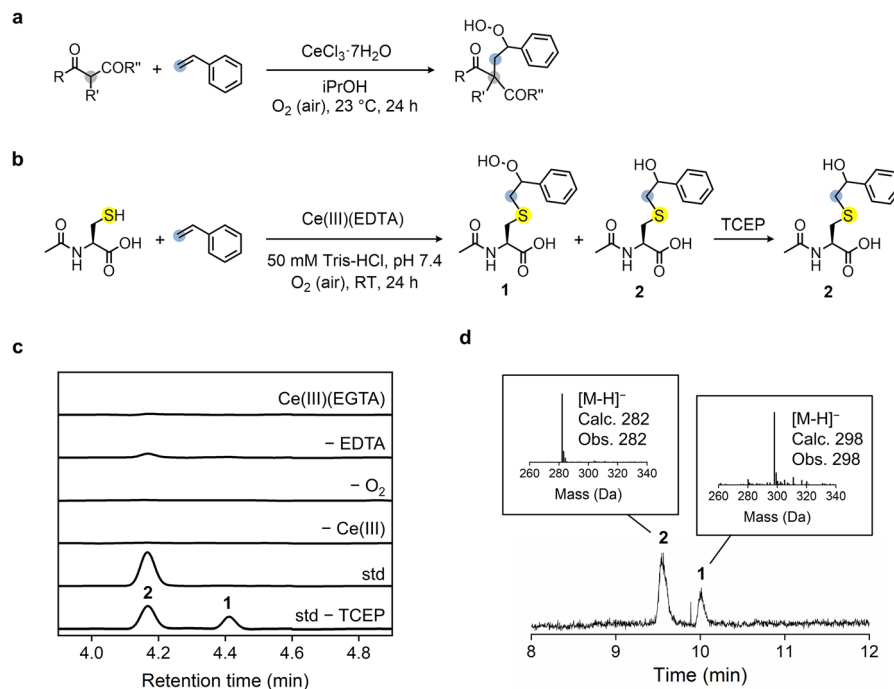 a
O
R
COR"
R'
+
CeCl₃·7H₂O
iPrOH
O₂ (air), 23 °C, 24 h
HO
O
O
R
R'
COR"
b
SH
O
N
H
OH
O
+
Ce(III)(EDTA)
50 mM Tris-HCl, pH 7.4
O₂ (air), RT, 24 h
HO
O
S
O
N
H
OH
O
1
+
HO
S
O
N
H
OH
O
2
TCEP
HO
S
O
N
H
OH
O
2
c
Ce(III)(EGTA)
− EDTA
− O₂
− Ce(III)
std
2 1 std − TCEP
4.0 4.2 4.4 4.6 4.8
Retention time (min)
d
[M-H]⁻
Calc. 282
Obs. 282
260 280 300 320 340
Mass (Da)
[M-H]⁻
Calc. 298
Obs. 298
260 280 300 320 340
Mass (Da)
2
1
8 9 10 11 12
Time (min)